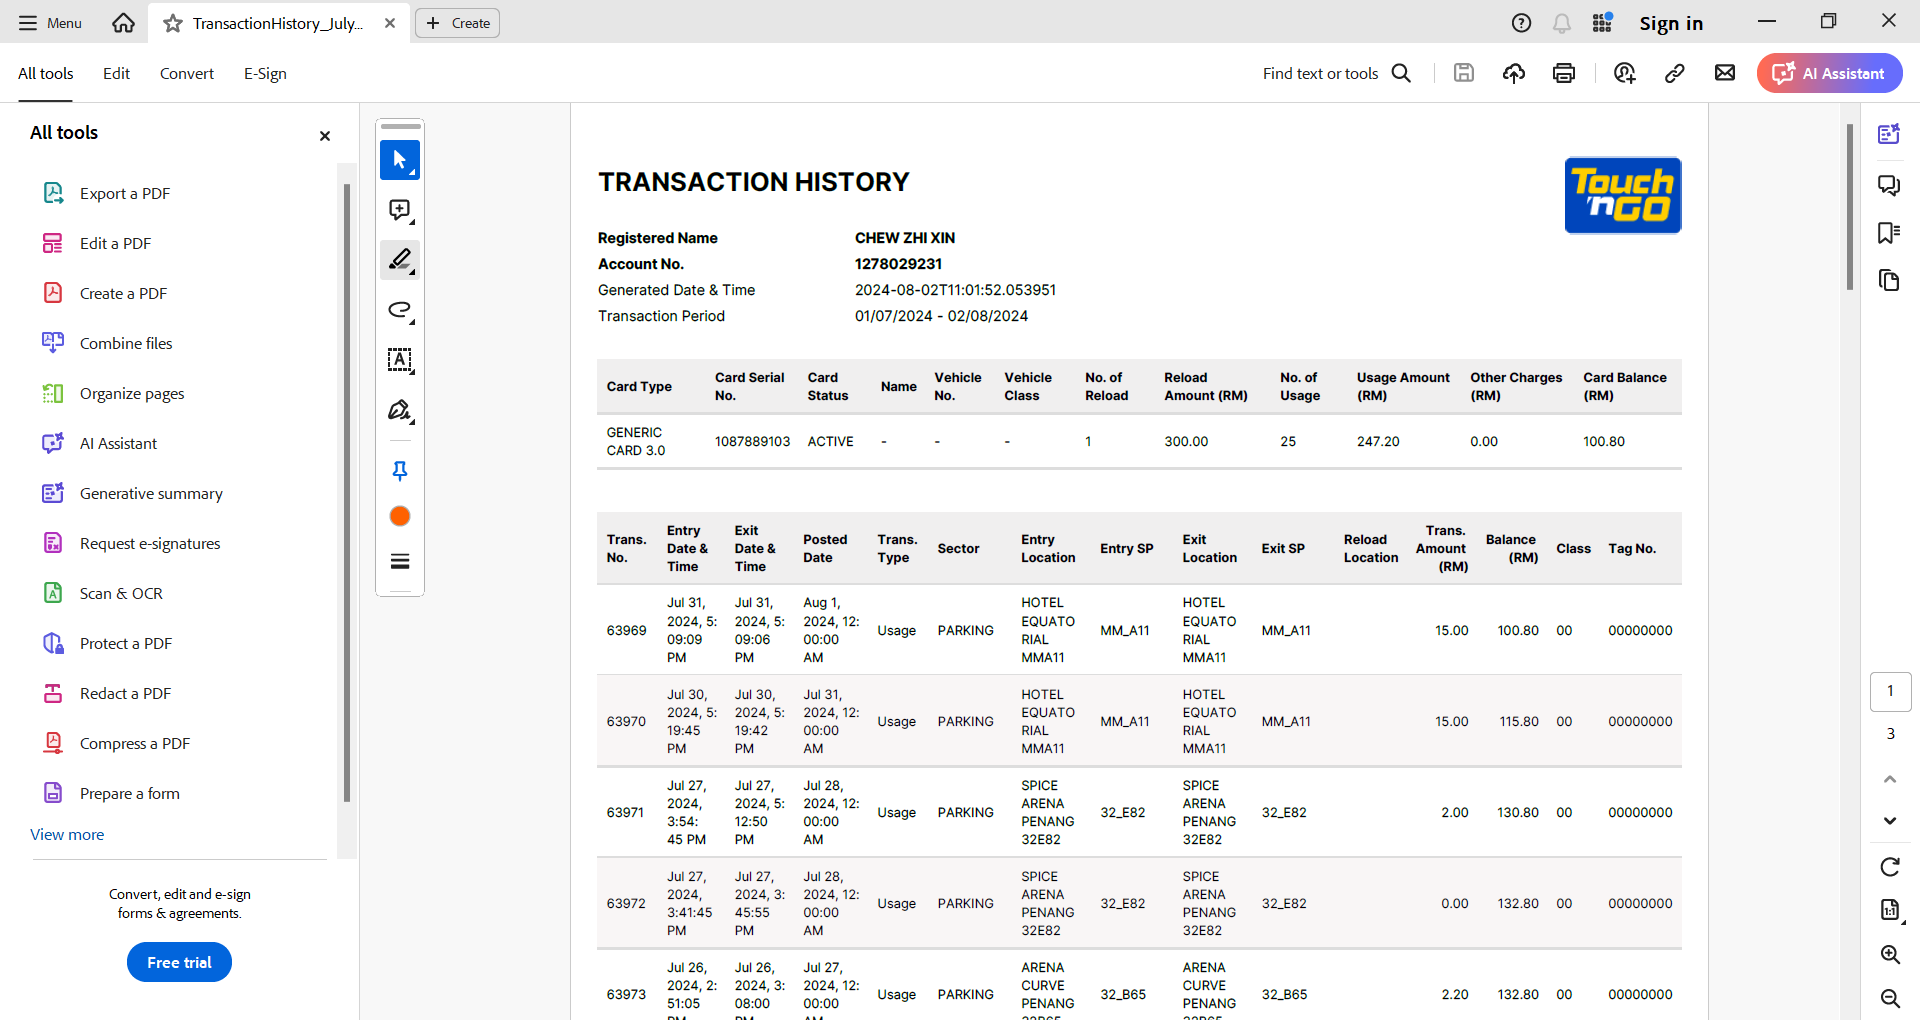 Menu
TransactionHistory_July...
Create
Sign in
All tools
Edit
Convert
E-Sign
Find text or tools
AI Assistant
All tools
Export a PDF
Edit a PDF
Create a PDF
Combine files
Organize pages
AI Assistant
Generative summary
Request e-signatures
Scan & OCR
Protect a PDF
Redact a PDF
Compress a PDF
Prepare a form
View more
Convert, edit and e-sign
forms & agreements.
Free trial
TRANSACTION HISTORY
Touch
'n GO
Registered Name CHEW ZHI XIN
Account No. 1278029231
Generated Date & Time 2024-08-02T11:01:52.053951
Transaction Period 01/07/2024 - 02/08/2024
Card Type Card Serial No. Card Status Name Vehicle No. Vehicle Class No. of Reload Reload Amount (RM) No. of Usage Usage Amount (RM) Other Charges (RM) Card Balance (RM)
GENERIC CARD 3.0 1087889103 ACTIVE - - - 1 300.00 25 247.20 0.00 100.80
Trans. No. Entry Date & Time Exit Date & Time Posted Date Trans. Type Sector Entry Location Entry SP Exit Location Exit SP Reload Location Trans. Amount (RM) Balance (RM) Class Tag No.
63969 Jul 31, 2024, 5:09:09 PM Jul 31, 2024, 5:09:06 PM Aug 1, 2024, 12:00:00 AM Usage PARKING HOTEL EQUATO RIAL MMA11 MM_A11 HOTEL EQUATO RIAL MMA11 MM_A11 15.00 100.80 00 00000000
63970 Jul 30, 2024, 5:19:45 PM Jul 30, 2024, 5:19:42 PM Jul 31, 2024, 12:00:00 AM Usage PARKING HOTEL EQUATO RIAL MMA11 MM_A11 HOTEL EQUATO RIAL MMA11 MM_A11 15.00 115.80 00 00000000
63971 Jul 27, 2024, 3:54:45 PM Jul 27, 2024, 5:12:50 PM Jul 28, 2024, 12:00:00 AM Usage PARKING SPICE ARENA PENANG 32E82 32_E82 SPICE ARENA PENANG 32E82 32_E82 2.00 130.80 00 00000000
63972 Jul 27, 2024, 3:41:45 PM Jul 27, 2024, 3:45:55 PM Jul 28, 2024, 12:00:00 AM Usage PARKING SPICE ARENA PENANG 32E82 32_E82 SPICE ARENA PENANG 32E82 32_E82 0.00 132.80 00 00000000
63973 Jul 26, 2024, 2:51:05 Jul 26, 2024, 3:08:00 Jul 27, 2024, 12:00:00 Usage PARKING ARENA CURVE PENANG 32_B65 ARENA CURVE PENANG 32_B65 2.20 132.80 00 00000000
1
3